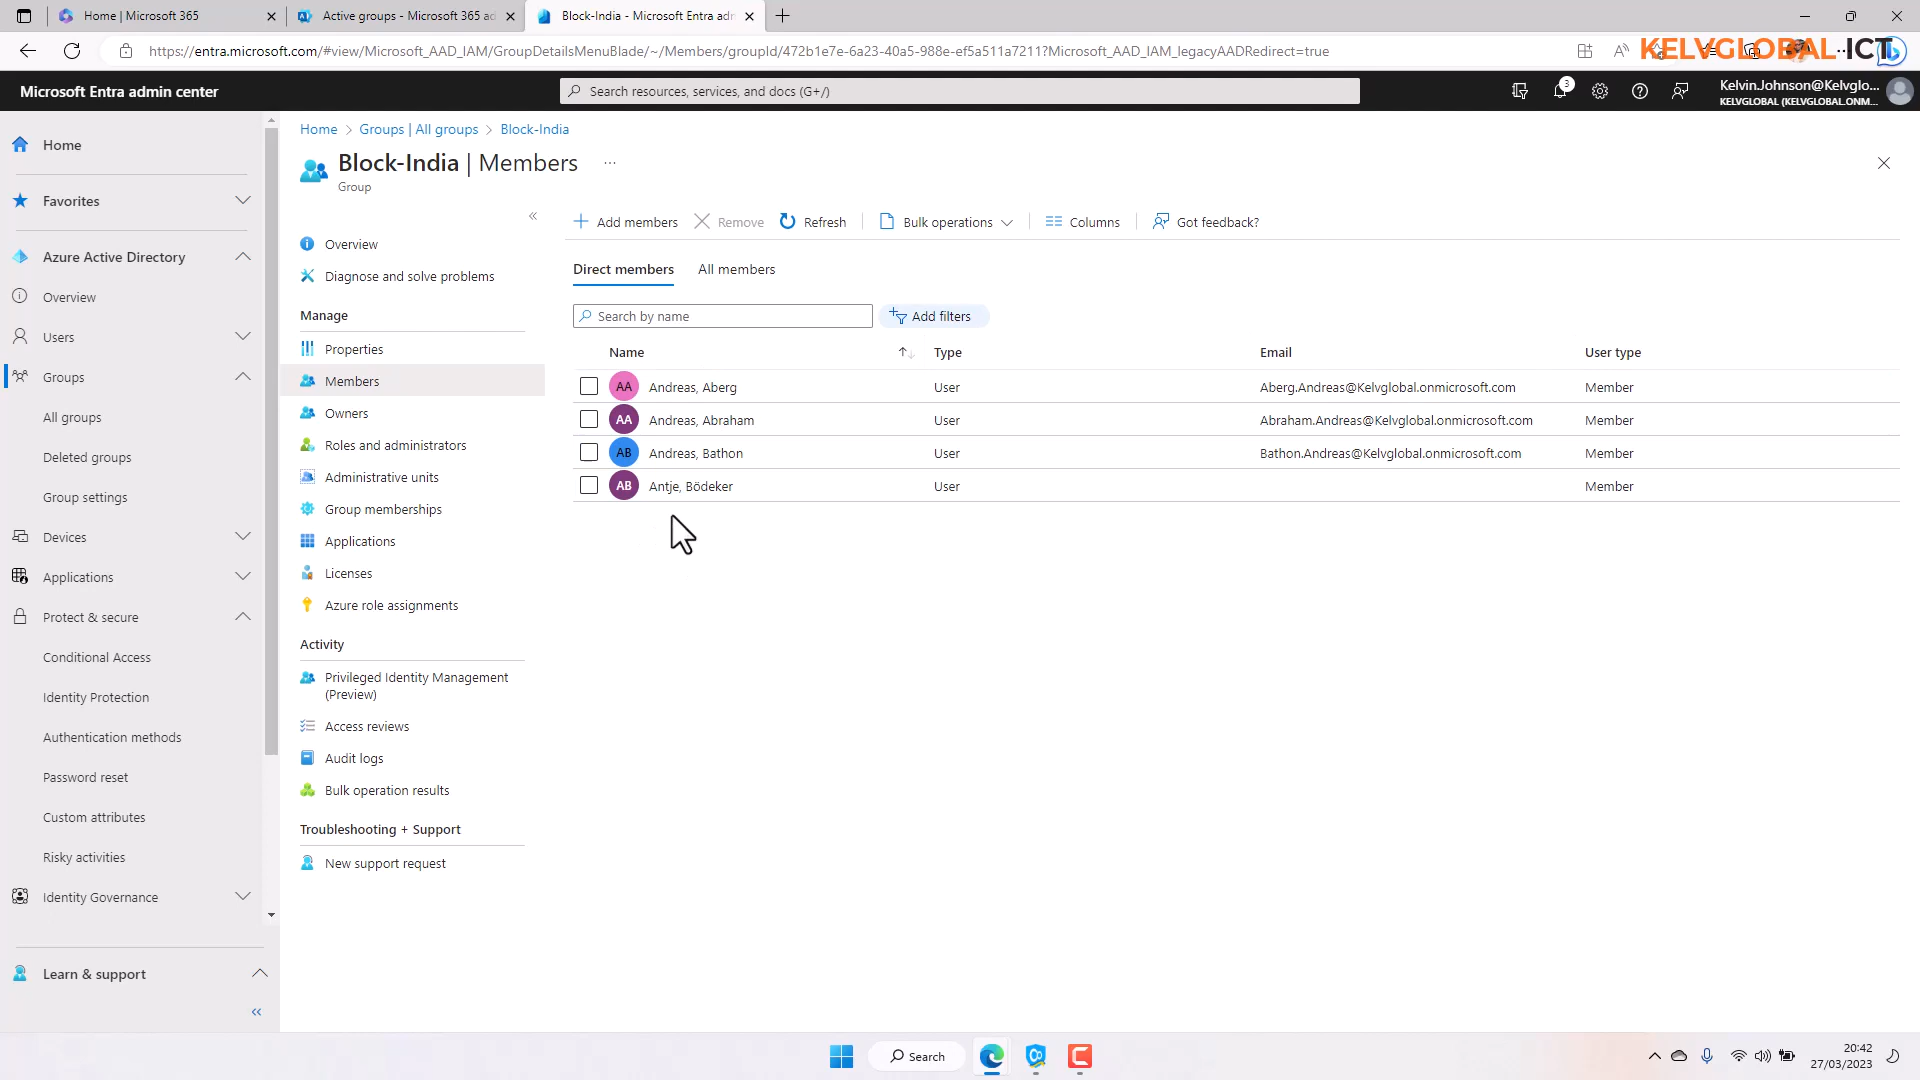 Home | Microsoft 365
Active groups - Microsoft 365 ad
Block-India - Microsoft Entra adm
https://entra.microsoft.com/#view/Microsoft_AAD_IAM/GroupDetailsMenuBlade/~/Members/groupId/472b1e7e-6a23-40a5-988e-ef5a511a7211?Microsoft_AAD_IAM_legacyAADRedirect=true
KELVGLOBAL ICT
Microsoft Entra admin center
Search resources, services, and docs (G+/)
3
Kelvin.Johnson@Kelvglo...
KELVGLOBAL (KELVGLOBAL.ONM...
Home
Favorites
Azure Active Directory
Overview
Users
Groups
All groups
Deleted groups
Group settings
Devices
Applications
Protect & secure
Conditional Access
Identity Protection
Authentication methods
Password reset
Custom attributes
Risky activities
Identity Governance
Learn & support
Home > Groups | All groups > Block-India
Block-India | Members ...
Group
Overview
Diagnose and solve problems
Manage
Properties
Members
Owners
Roles and administrators
Administrative units
Group memberships
Applications
Licenses
Azure role assignments
Activity
Privileged Identity Management
(Preview)
Access reviews
Audit logs
Bulk operation results
Troubleshooting + Support
New support request
Add members Remove Refresh Bulk operations Columns Got feedback?
Direct members All members
Search by name Add filters
Name Type Email User type
AA Andreas, Aberg User Aberg.Andreas@Kelvglobal.onmicrosoft.com Member
AA Andreas, Abraham User Abraham.Andreas@Kelvglobal.onmicrosoft.com Member
AB Andreas, Bathon User Bathon.Andreas@Kelvglobal.onmicrosoft.com Member
AB Antje, Bödeker User Member
Search
20:42
27/03/2023